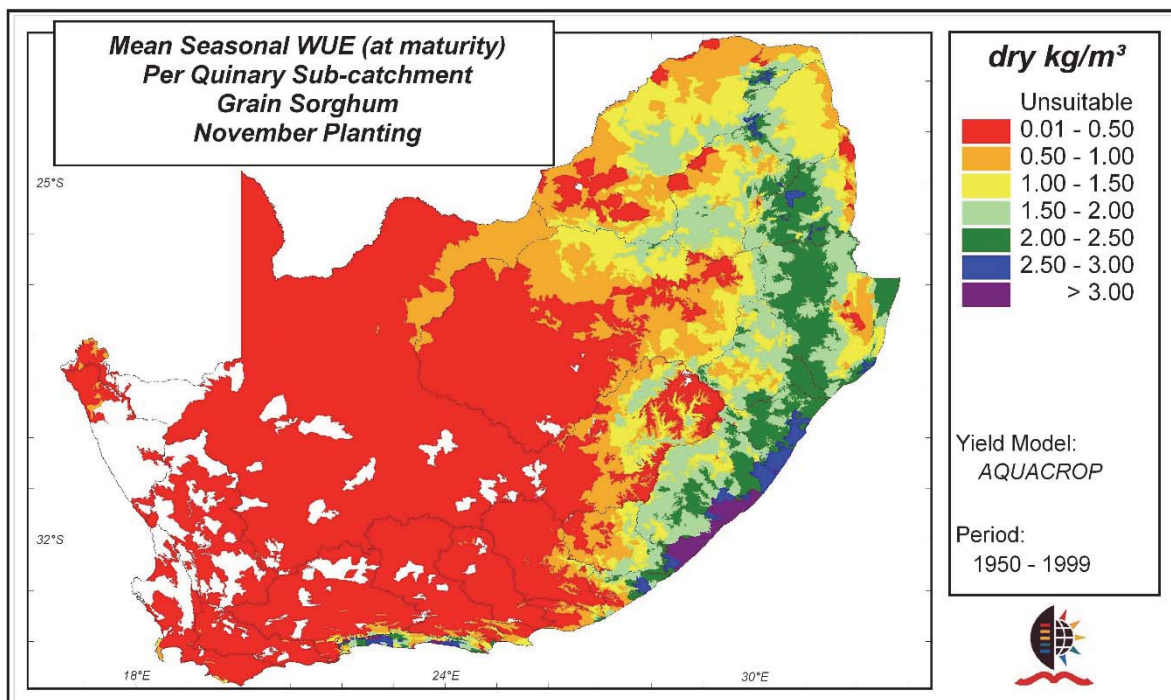 Mean Seasonal WUE (at maturity)
Per Quinary Sub-catchment
Grain Sorghum
November Planting
dry kg/m³
Unsuitable
0.01 - 0.50
0.50 - 1.00
1.00 - 1.50
1.50 - 2.00
2.00 - 2.50
2.50 - 3.00
> 3.00
Yield Model:
AQUACROP
Period:
1950 - 1999
25°S
32°S
18°E
24°E
30°E